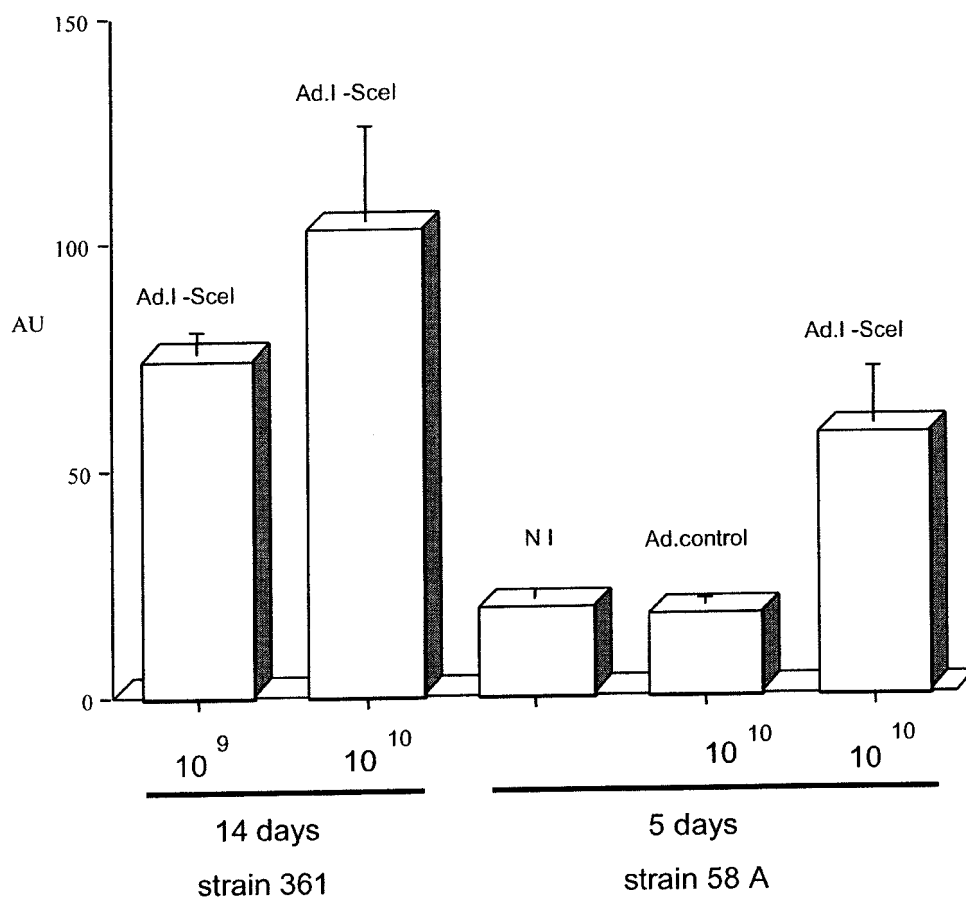 150
Ad.I -SceI
100
Ad.I -SceI
AU
Ad.I -SceI
50
N I
Ad.control
0
10 9
10 10
10 10
10 10
14 days
5 days
strain 361
strain 58 A